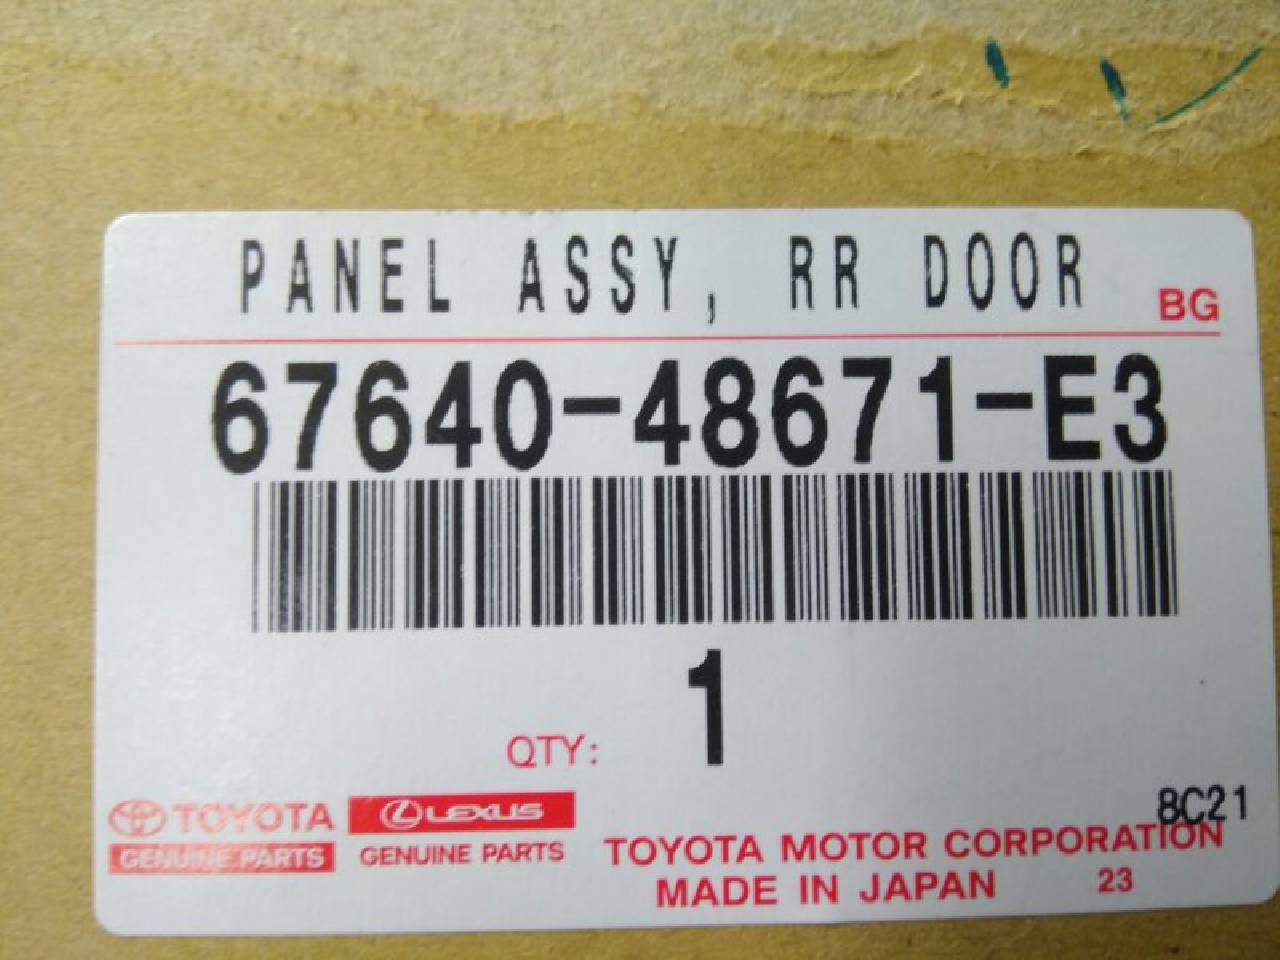 PANEL ASSY, RR DOOR
BG
67640-48671-E3
1
QTY:
8C21
TOYOTA
GENUINE PARTS
LEXUS
GENUINE PARTS
TOYOTA MOTOR CORPORATION
MADE IN JAPAN
23